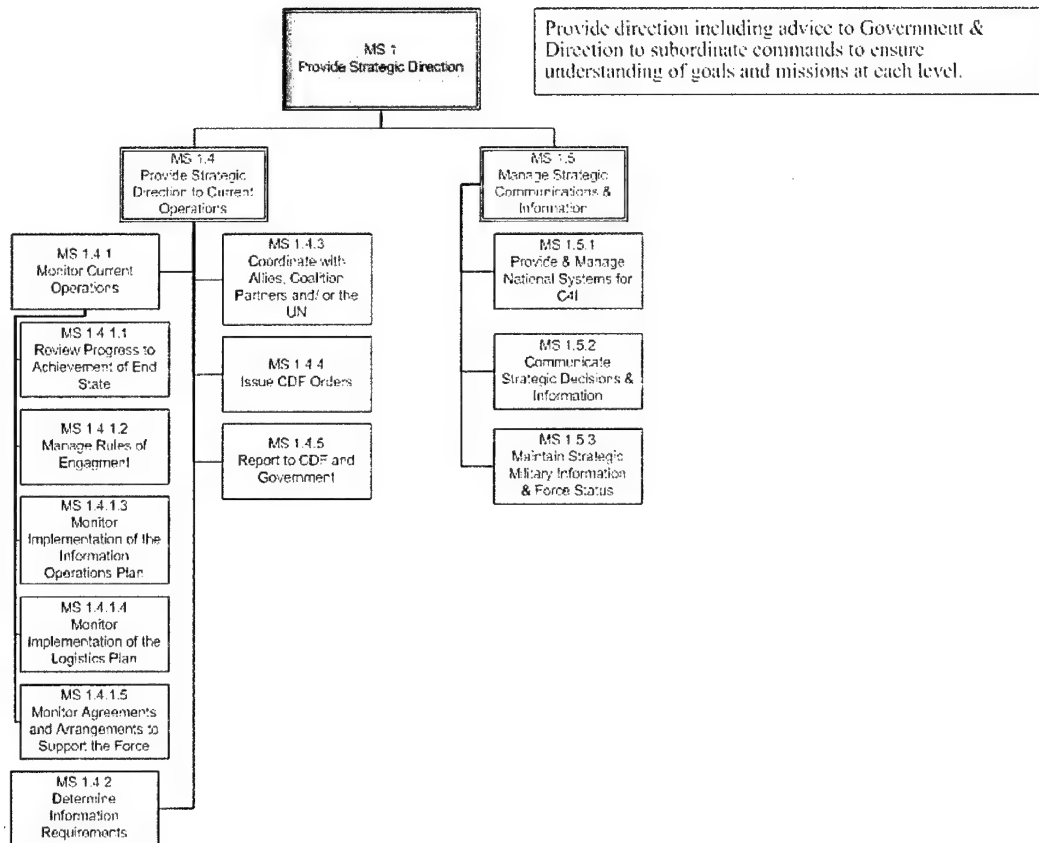 MS 1
Provide Strategic Direction
Provide direction including advice to Government &
Direction to subordinate commands to ensure
understanding of goals and missions at each level.
MS 1.4
Provide Strategic
Direction to Current
Operations
MS 1.5
Manage Strategic
Communications &
Information
MS 1.4.1
Monitor Current
Operations
MS 1.4.1.1
Review Progress to
Achievement of End
State
MS 1.4.1.2
Manage Rules of
Engagment
MS 1.4.1.3
Monitor
Implementation of the
Information
Operations Plan
MS 1.4.1.4
Monitor
Implementation of the
Logistics Plan
MS 1.4.1.5
Monitor Agreements
and Arrangements to
Support the Force
MS 1.4.2
Determine
Information
Requirements
MS 1.4.3
Coordinate with
Allies, Coalition
Partners and/ or the
UN
MS 1.4.4
Issue CDF Orders
MS 1.4.5
Report to CDF and
Government
MS 1.5.1
Provide & Manage
National Systems for
C4I
MS 1.5.2
Communicate
Strategic Decisions &
Information
MS 1.5.3
Maintain Strategic
Military Information
& Force Status